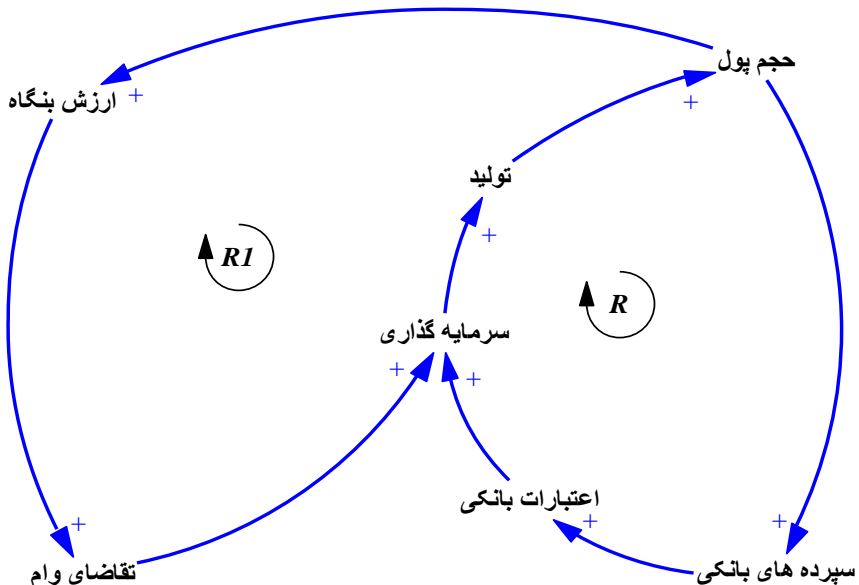 حجم پول
+ ارزش بنگاه
+
تولید
+
R1
R
سرمایه گذاری
+
+
اعتبارات بانکی
+
+
+
سپرده های بانکی
تقاضای وام